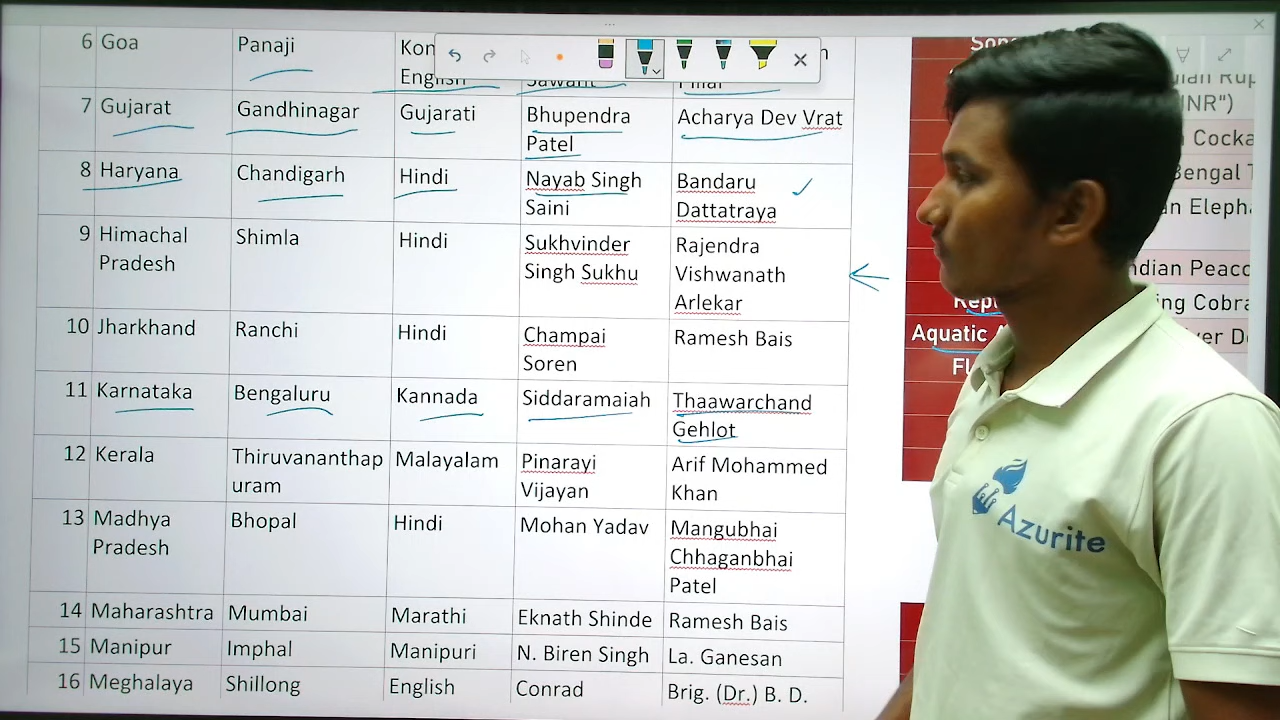 6 Goa Panaji
English Sawant Pillai
7 Gujarat Gandhinagar Gujarati Bhupendra Patel Acharya Dev Vrat
8 Haryana Chandigarh Hindi Nayab Singh Saini Bandaru Dattatraya
9 Himachal Pradesh Shimla Hindi Sukhvinder Singh Sukhu Rajendra Vishwanath Arlekar
10 Jharkhand Ranchi Hindi Champai Soren Ramesh Bais
11 Karnataka Bengaluru Kannada Siddaramaiah Thaawarchand Gehlot
12 Kerala Thiruvananthap uram Malayalam Pinarayi Vijayan Arif Mohammed Khan
13 Madhya Pradesh Bhopal Hindi Mohan Yadav Mangubhai Chhaganbhai Patel
14 Maharashtra Mumbai Marathi Eknath Shinde Ramesh Bais
15 Manipur Imphal Manipuri N. Biren Singh La. Ganesan
16 Meghalaya Shillong English Conrad Brig. (Dr.) B. D.
Aquatic
Azurite